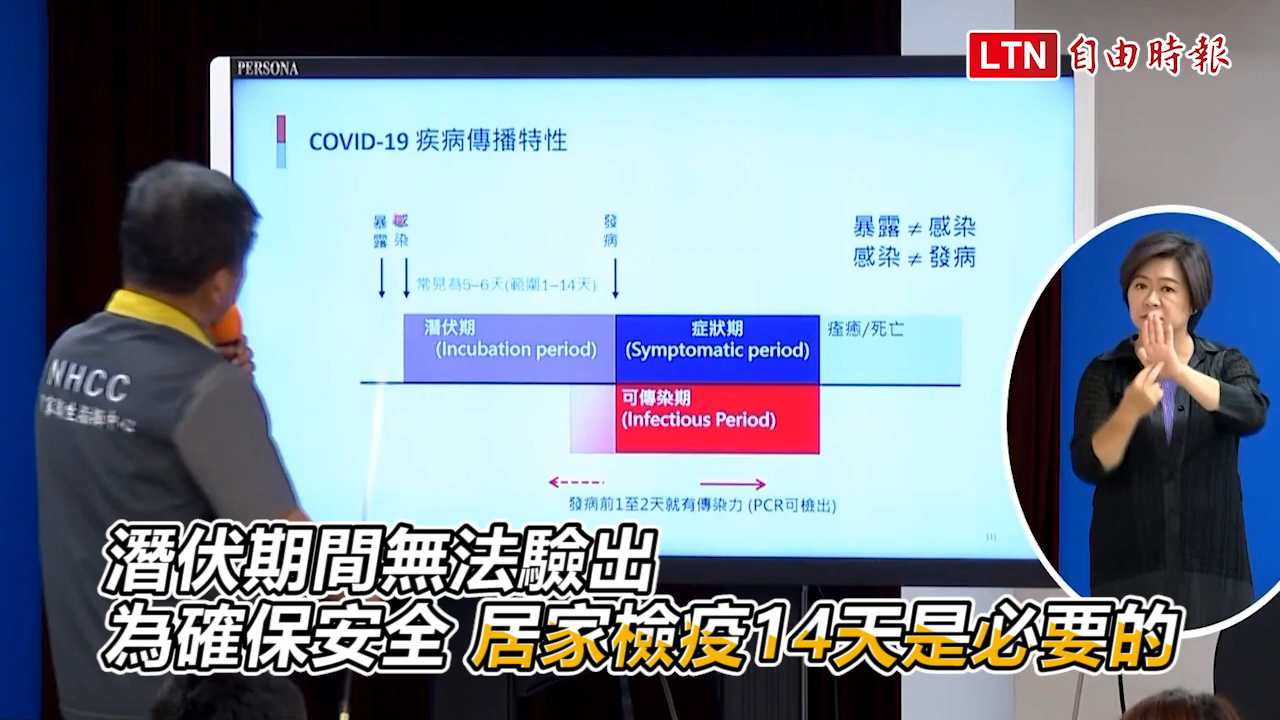 LTN 自由時報
PERSONA
COVID-19 疾病傳播特性
暴露
感染
發病
暴露 ≠ 感染
感染 ≠ 發病
常見為5–6天(範圍1–14天)
潛伏期
(Incubation period)
症狀期
(Symptomatic period)
痊癒/死亡
可傳染期
(Infectious Period)
發病前1至2天就有傳染力 (PCR可檢出)
NHCC
潛伏期間無法驗出
為確保安全 居家檢疫14天是必要的